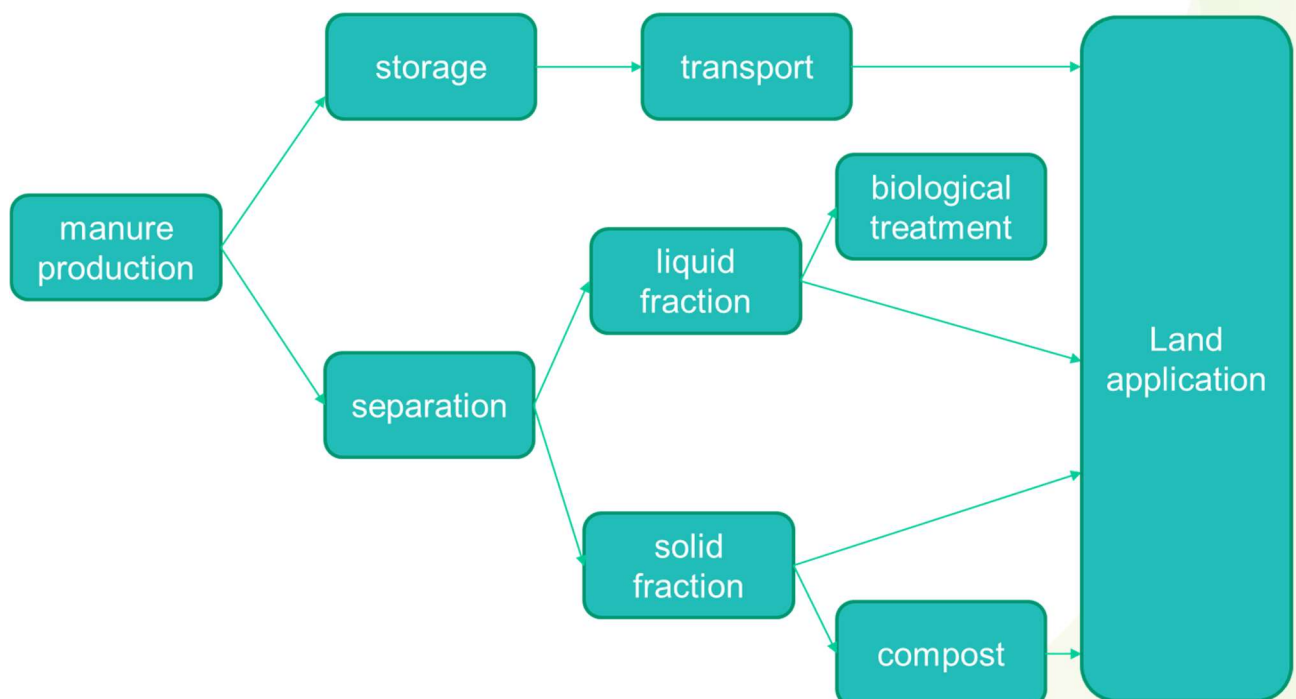 storage
transport
biological
treatment
manure
production
liquid
fraction
Land
application
separation
solid
fraction
compost